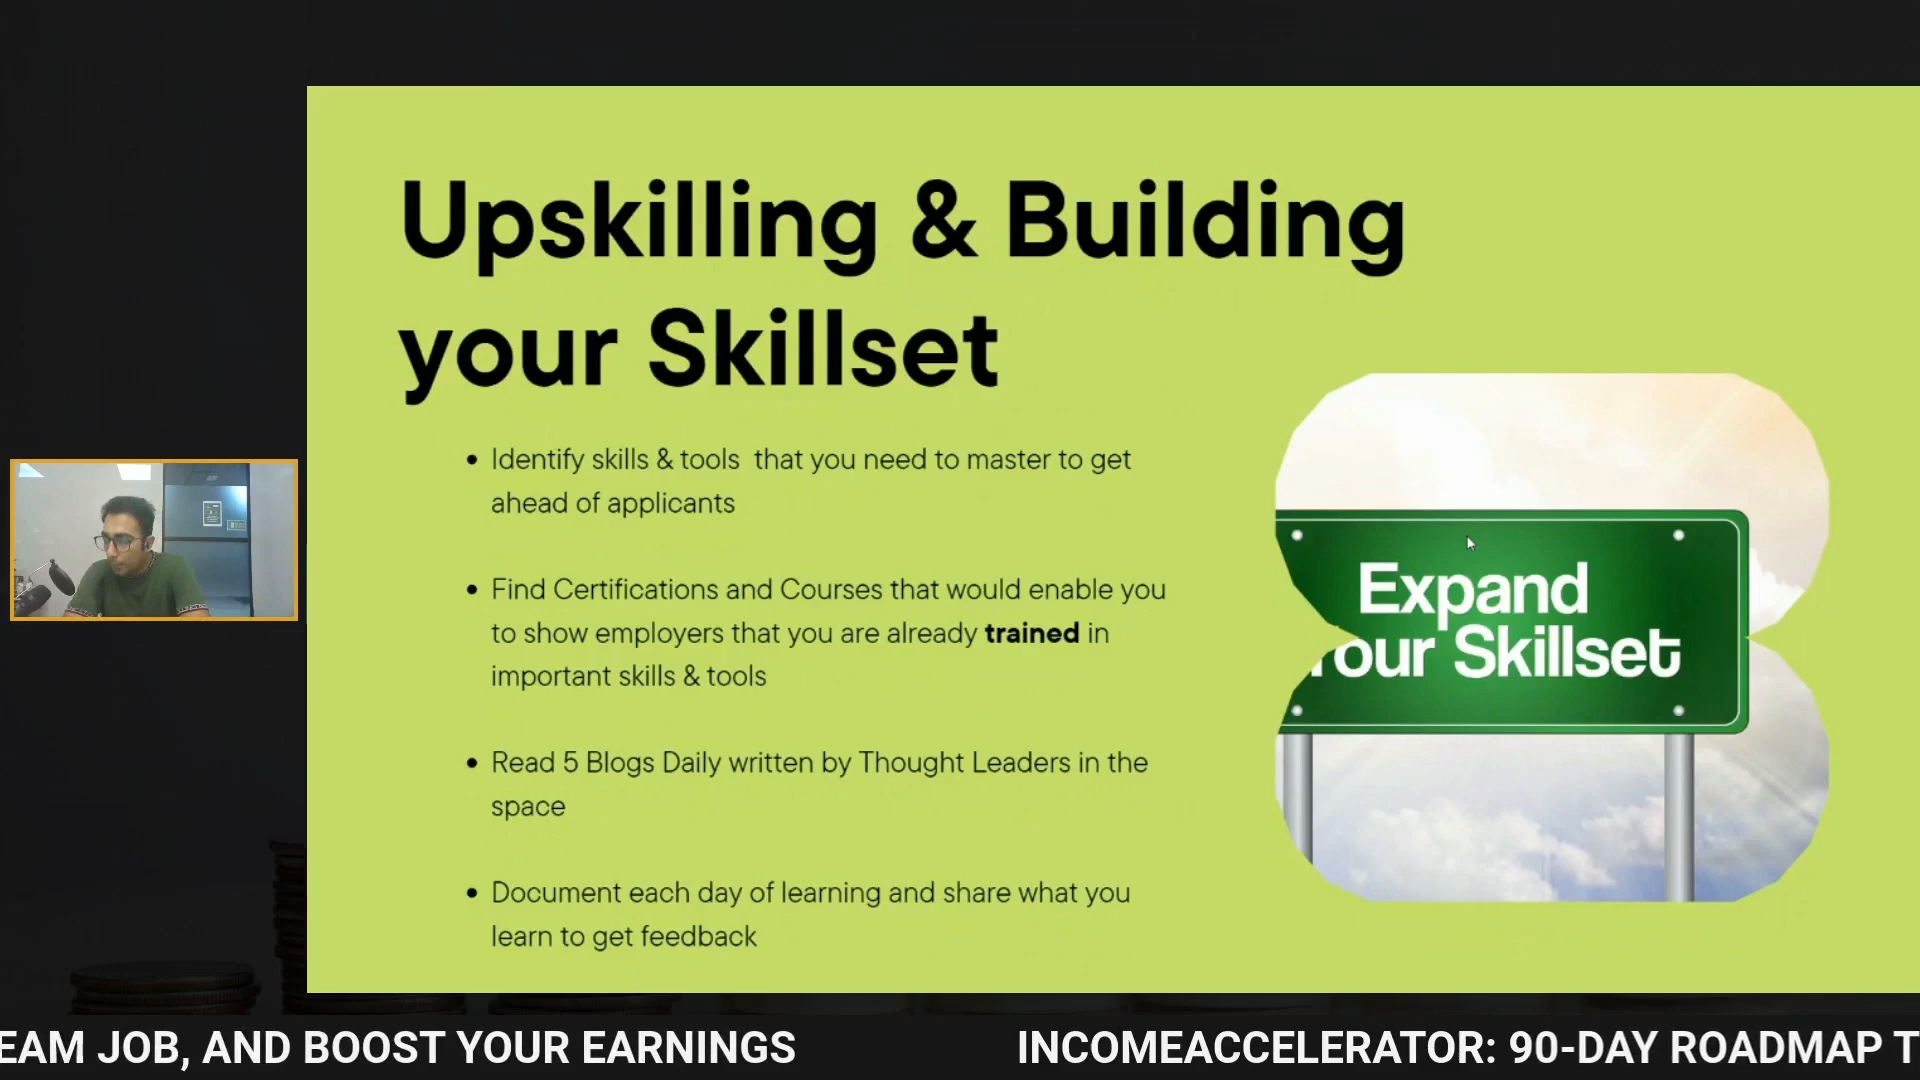 Upskilling & Building
your Skillset
• Identify skills & tools that you need to master to get
ahead of applicants
• Find Certifications and Courses that would enable you
to show employers that you are already trained in
important skills & tools
• Read 5 Blogs Daily written by Thought Leaders in the
space
• Document each day of learning and share what you
learn to get feedback
Expand
our Skillset
EAM JOB, AND BOOST YOUR EARNINGS
INCOMEACCELERATOR: 90-DAY ROADMAP T